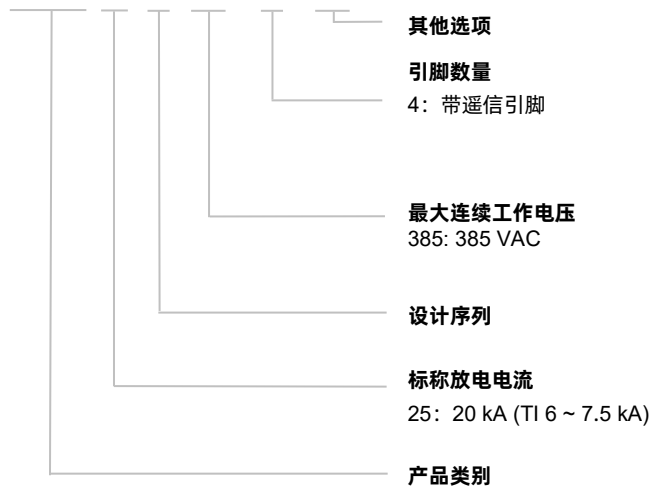 其他选项
引脚数量
4：带遥信引脚
最大连续工作电压
385: 385 VAC
设计序列
标称放电电流
25：20 kA (TI 6 ~ 7.5 kA)
产品类别